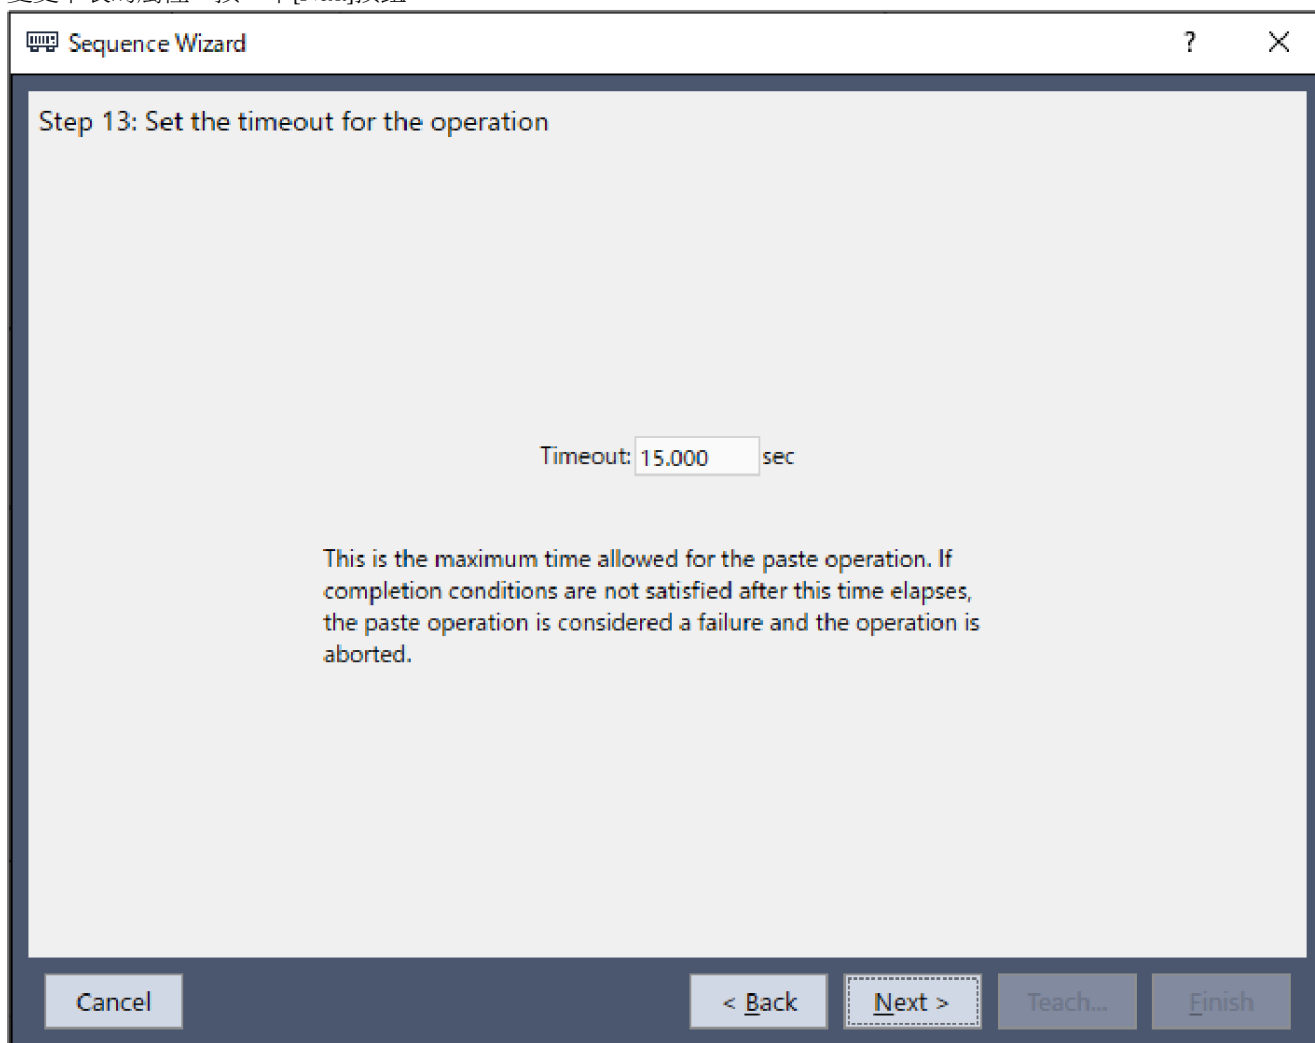 Sequence Wizard
?
Step 13: Set the timeout for the operation
Timeout: 15.000 sec
This is the maximum time allowed for the paste operation. If
completion conditions are not satisfied after this time elapses,
the paste operation is considered a failure and the operation is
aborted.
Cancel
< Back
Next >
Teach...
Finish